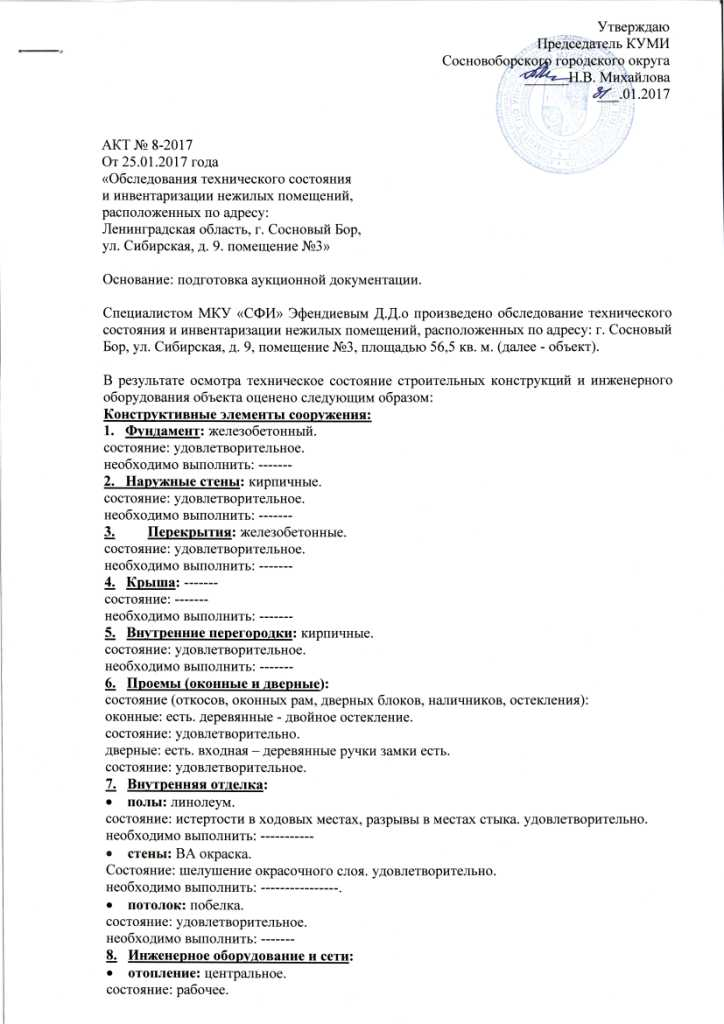 Утверждаю
Председатель КУМИ
Сосновоборского городского округа
______Н.В. Михайлова
31.01.2017
АКТ № 8-2017
От 25.01.2017 года
«Обследования технического состояния
и инвентаризации нежилых помещений,
расположенных по адресу:
Ленинградская область, г. Сосновый Бор,
ул. Сибирская, д. 9. помещение №3»
Основание: подготовка аукционной документации.
Специалистом МКУ «СФИ» Эфендиевым Д.Д.о произведено обследование технического
состояния и инвентаризации нежилых помещений, расположенных по адресу: г. Сосновый
Бор, ул. Сибирская, д. 9, помещение №3, площадью 56,5 кв. м. (далее - объект).
В результате осмотра техническое состояние строительных конструкций и инженерного
оборудования объекта оценено следующим образом:
Конструктивные элементы сооружения:
1. Фундамент: железобетонный.
состояние: удовлетворительное.
необходимо выполнить: -------
2. Наружные стены: кирпичные.
состояние: удовлетворительное.
необходимо выполнить: -------
3. Перекрытия: железобетонные.
состояние: удовлетворительное.
необходимо выполнить: -------
4. Крыша: -------
состояние: -------
необходимо выполнить: -------
5. Внутренние перегородки: кирпичные.
состояние: удовлетворительное.
необходимо выполнить: -------
6. Проемы (оконные и дверные):
состояние (откосов, оконных рам, дверных блоков, наличников, остекления):
оконные: есть. деревянные - двойное остекление.
состояние: удовлетворительно.
дверные: есть. входная – деревянные ручки замки есть.
состояние: удовлетворительное.
7. Внутренняя отделка:
• полы: линолеум.
состояние: истертости в ходовых местах, разрывы в местах стыка. удовлетворительно.
необходимо выполнить: -----------
• стены: ВА окраска.
Состояние: шелушение окрасочного слоя. удовлетворительно.
необходимо выполнить: ----------------.
• потолок: побелка.
состояние: удовлетворительное.
необходимо выполнить: -------
8. Инженерное оборудование и сети:
• отопление: центральное.
состояние: рабочее.